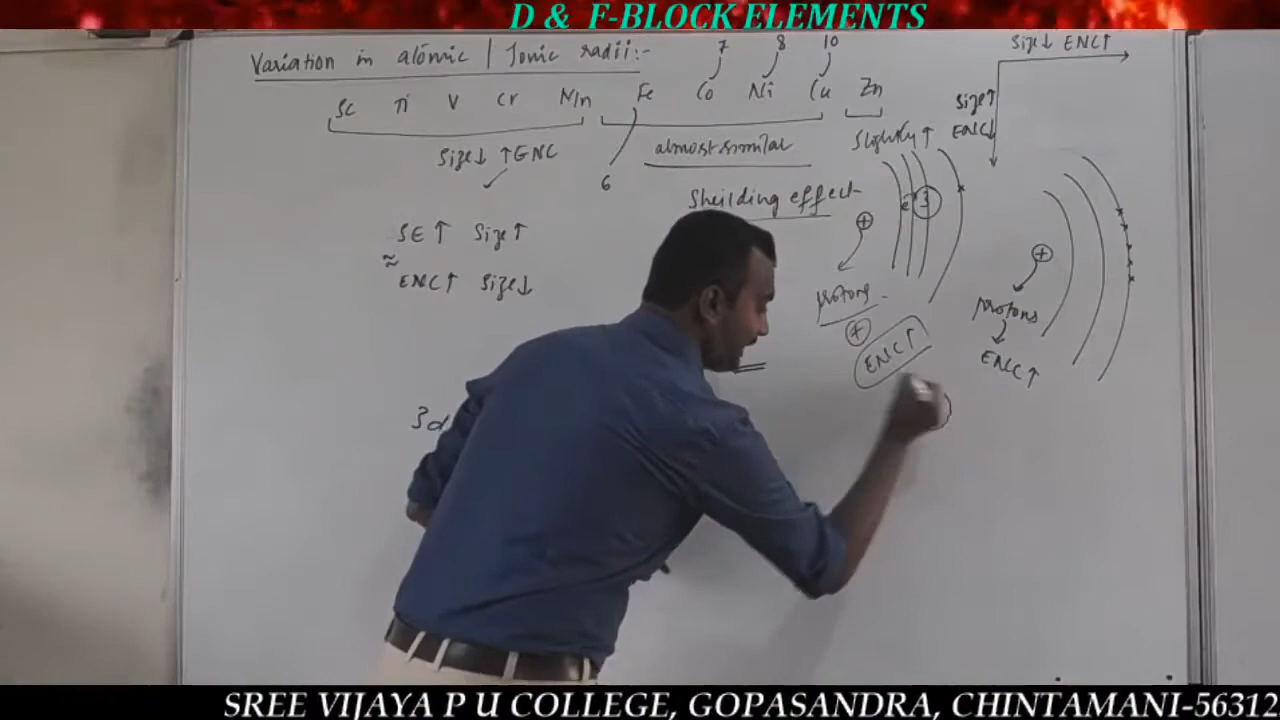 D & F-BLOCK ELEMENTS
Variation in atomic | Ionic radii:-
7 8 10
Size↓ ENC↑
Sc Ti V Cr Mn Fe Co Ni Cu Zn
Size↑
ENC↓
Size↓ ↑ENC
almost similar
Slightly ↑
6
Sheilding effect
SE↑ Size↑
≈
ENC↑ Size↓
+
e⁻
3
protons
+
ENC↑
+
protons
ENC↑
3d
SREE VIJAYA P U COLLEGE, GOPASANDRA, CHINTAMANI-56312